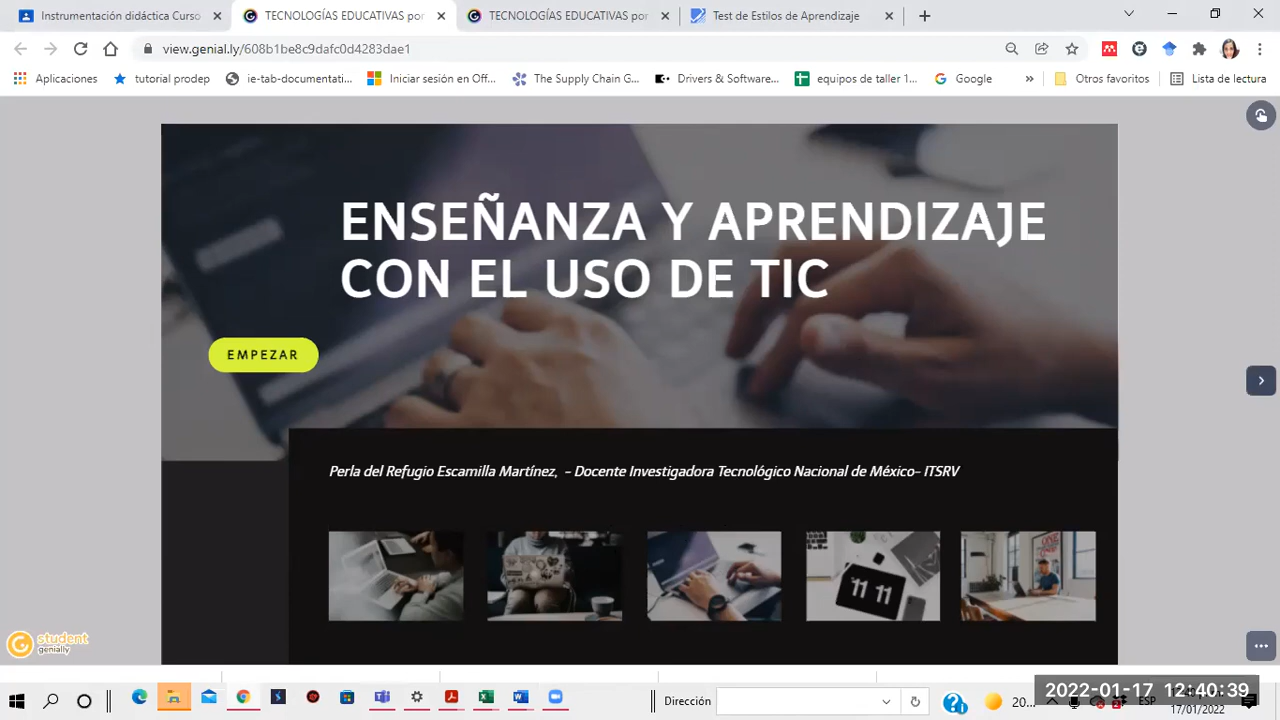 Instrumentación didáctica Curso
TECNOLOGÍAS EDUCATIVAS por
TECNOLOGÍAS EDUCATIVAS por
Test de Estilos de Aprendizaje
view.genial.ly/608b1be8c9dafc0d4283dae1
Aplicaciones
tutorial prodep
ie-tab-documentati...
Iniciar sesión en Off...
The Supply Chain G...
Drivers & Software...
equipos de taller 1...
Google
»
Otros favoritos
Lista de lectura
ENSEÑANZA Y APRENDIZAJE
CON EL USO DE TIC
EMPEZAR
Perla del Refugio Escamilla Martínez, - Docente Investigadora Tecnológico Nacional de México- ITSRV
11 11
student
genially
Dirección
20...
ESP
2022-01-17 12:40:39
17/01/2022